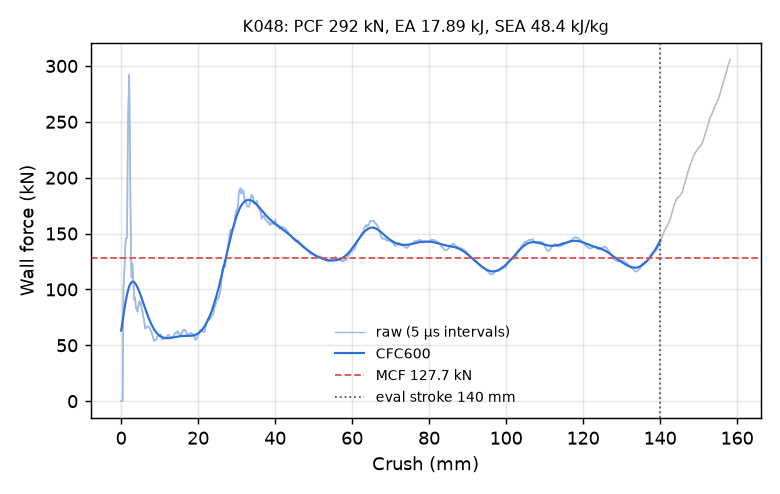 K048: PCF 292 kN, EA 17.89 kJ, SEA 48.4 kJ/kg
Wall force (kN)
300
250
200
150
100
50
0
raw (5 µs intervals)
CFC600
MCF 127.7 kN
eval stroke 140 mm
0 20 40 60 80 100 120 140 160
Crush (mm)